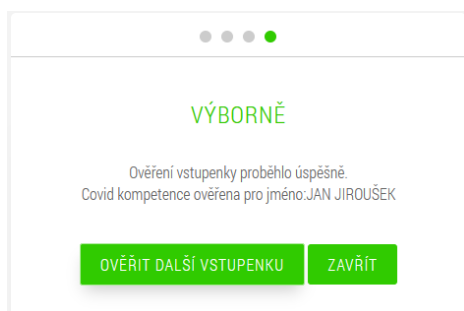 VÝBORNĚ
Ověření vstupenky proběhlo úspěšně.
Covid kompetence ověřena pro jméno:JAN JIROUŠEK
OVĚŘIT DALŠÍ VSTUPENKU ZAVŘÍT